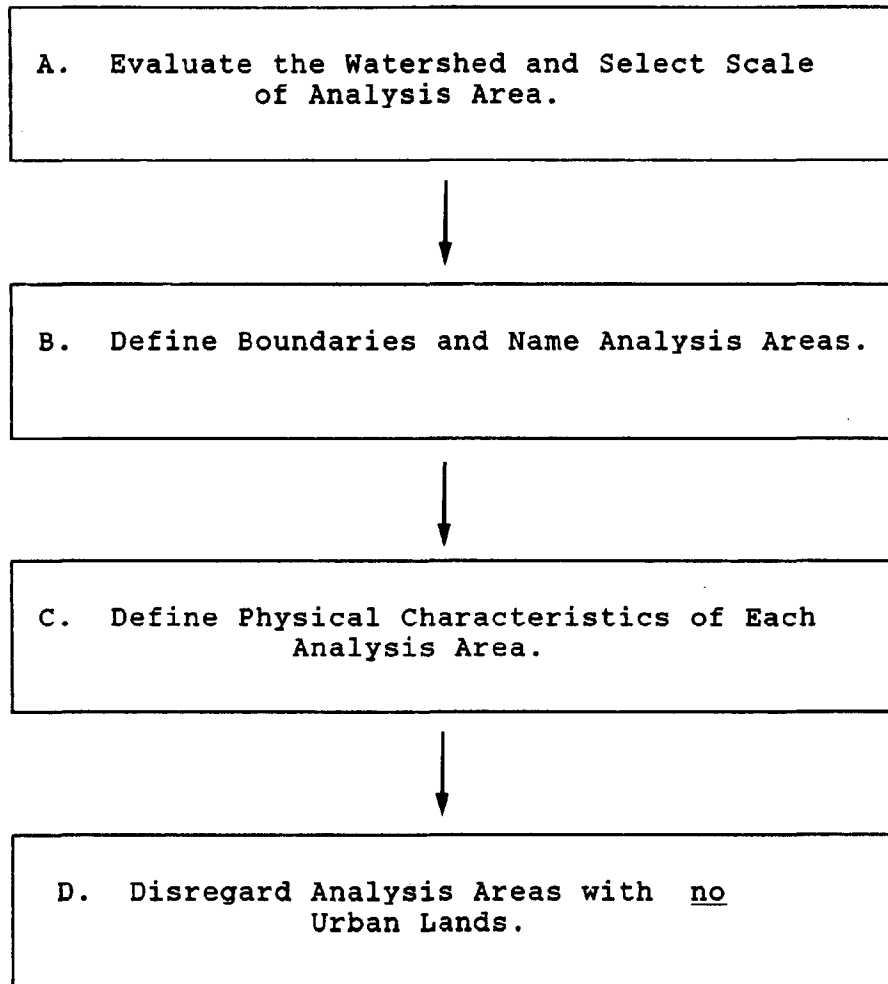 A. Evaluate the Watershed and Select Scale
of Analysis Area.
B. Define Boundaries and Name Analysis Areas.
C. Define Physical Characteristics of Each
Analysis Area.
D. Disregard Analysis Areas with no
Urban Lands.